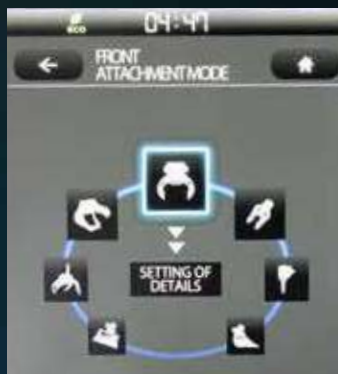 eco
04:47
FRONT
ATTACHMENT MODE
SETTING OF
DETAILS